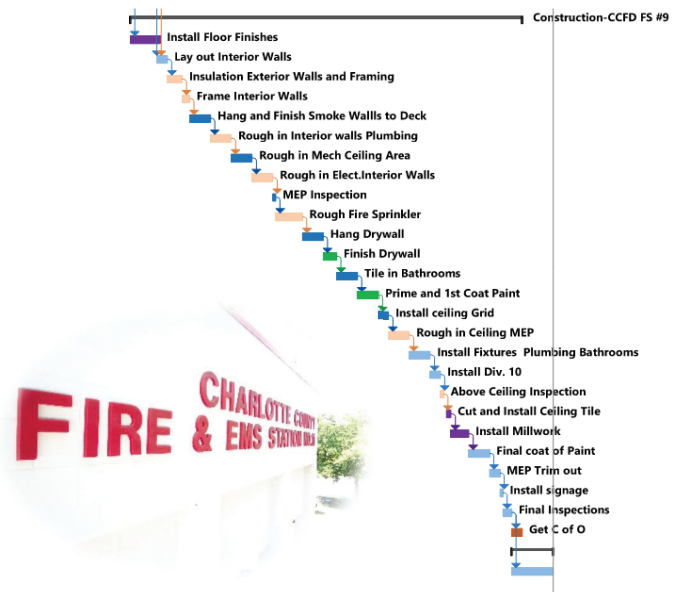 Construction-CCFD FS #9
Install Floor Finishes
Lay out Interior Walls
Insulation Exterior Walls and Framing
Frame Interior Walls
Hang and Finish Smoke Wallls to Deck
Rough in Interior walls Plumbing
Rough in Mech Ceiling Area
Rough in Elect.Interior Walls
MEP Inspection
Rough Fire Sprinkler
Hang Drywall
Finish Drywall
Tile in Bathrooms
Prime and 1st Coat Paint
Install ceiling Grid
Rough in Ceiling MEP
Install Fixtures Plumbing Bathrooms
Install Div. 10
Above Ceiling Inspection
Cut and Install Ceiling Tile
Install Millwork
Final coat of Paint
MEP Trim out
Install signage
Final Inspections
Get C of O
CHARLOTTE COUNTY
FIRE & EMS STATION